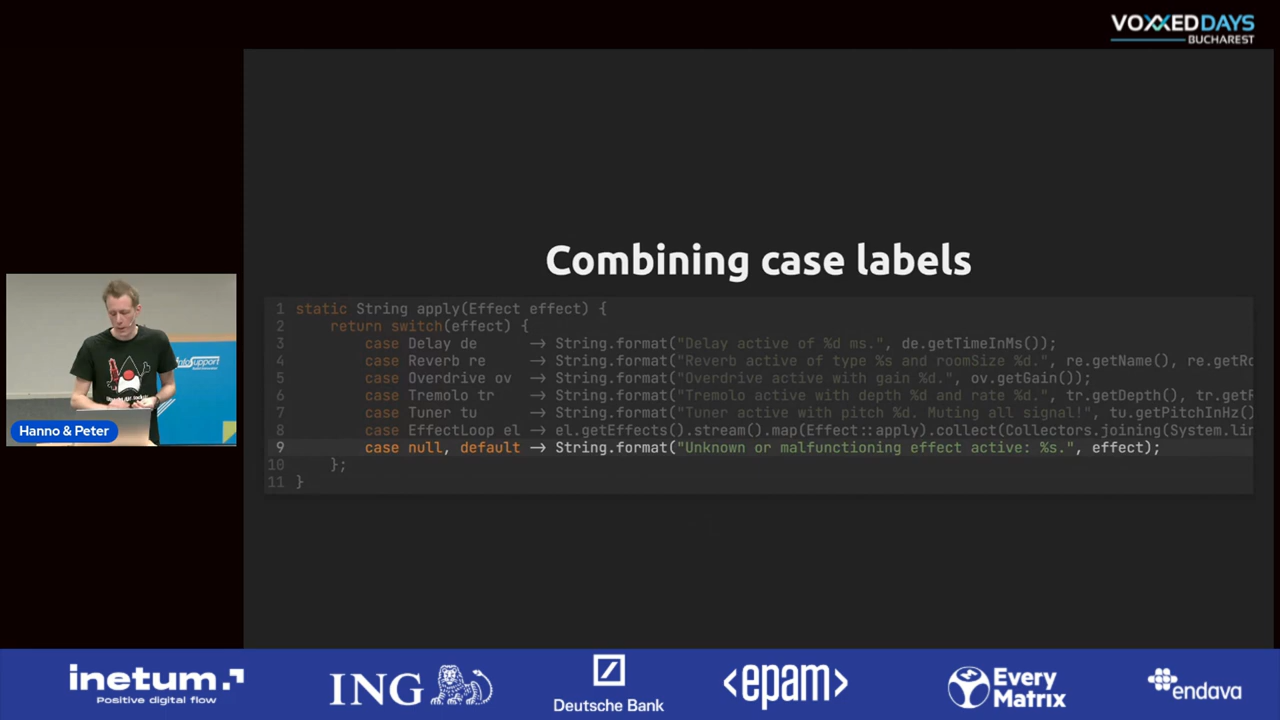 VOXXED DAYS
BUCHAREST
Combining case labels
1 static String apply(Effect effect) {
2 return switch(effect) {
3 case Delay de -> String.format("Delay active of %d ms.", de.getTimeInMs());
4 case Reverb re -> String.format("Reverb active of type %s and roomSize %d.", re.getName(), re.getRo
5 case Overdrive ov -> String.format("Overdrive active with gain %d.", ov.getGain());
6 case Tremolo tr -> String.format("Tremolo active with depth %d and rate %d.", tr.getDepth(), tr.getR
7 case Tuner tu -> String.format("Tuner active with pitch %d. Muting all signal!", tu.getPitchInHz()
8 case EffectLoop el -> el.getEffects().stream().map(Effect::apply).collect(Collectors.joining(System.lin
9 case null, default -> String.format("Unknown or malfunctioning effect active: %s.", effect);
10 };
11 }
infoSupport
Hanno & Peter
inetum.
Positive digital flow
ING
Deutsche Bank
<epam>
Every
Matrix
endava